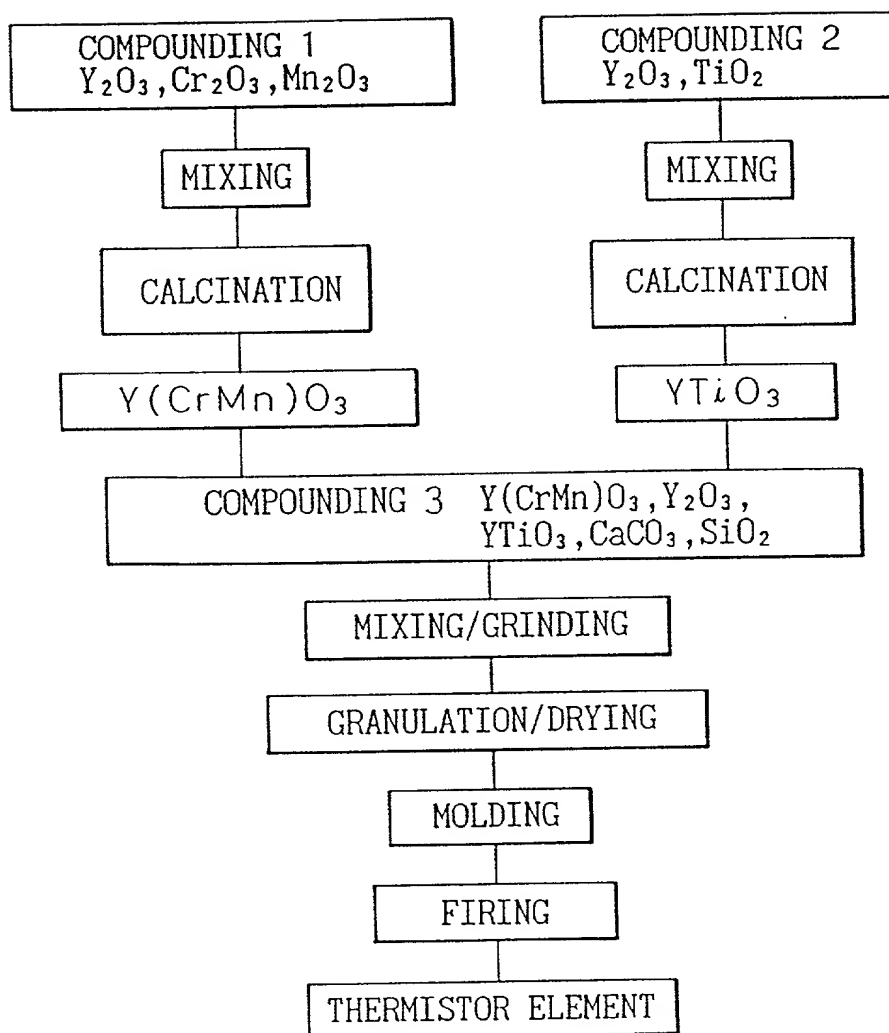 COMPOUNDING 1
Y₂O₃,Cr₂O₃,Mn₂O₃
MIXING
CALCINATION
Y(CrMn)O₃
COMPOUNDING 2
Y₂O₃,TiO₂
MIXING
CALCINATION
YTiO₃
COMPOUNDING 3 Y(CrMn)O₃,Y₂O₃,
YTiO₃,CaCO₃,SiO₂
MIXING/GRINDING
GRANULATION/DRYING
MOLDING
FIRING
THERMISTOR ELEMENT